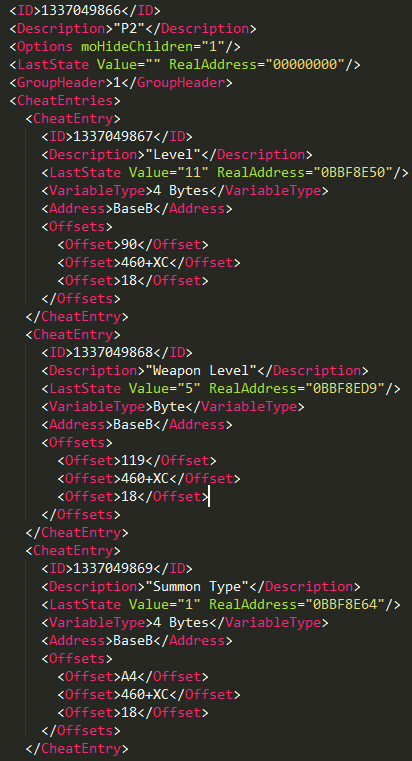 <ID>1337049866</ID>
<Description>"P2"</Description>
<Options moHideChildren="1"/>
<LastState Value="" RealAddress="00000000"/>
<GroupHeader>1</GroupHeader>
<CheatEntries>
<CheatEntry>
<ID>1337049867</ID>
<Description>"Level"</Description>
<LastState Value="11" RealAddress="0BBF8E50"/>
<VariableType>4 Bytes</VariableType>
<Address>BaseB</Address>
<Offsets>
<Offset>90</Offset>
<Offset>460+XC</Offset>
<Offset>18</Offset>
</Offsets>
</CheatEntry>
<CheatEntry>
<ID>1337049868</ID>
<Description>"Weapon Level"</Description>
<LastState Value="5" RealAddress="0BBF8ED9"/>
<VariableType>Byte</VariableType>
<Address>BaseB</Address>
<Offsets>
<Offset>119</Offset>
<Offset>460+XC</Offset>
<Offset>18</Offset>
</Offsets>
</CheatEntry>
<CheatEntry>
<ID>1337049869</ID>
<Description>"Summon Type"</Description>
<LastState Value="1" RealAddress="0BBF8E64"/>
<VariableType>4 Bytes</VariableType>
<Address>BaseB</Address>
<Offsets>
<Offset>A4</Offset>
<Offset>460+XC</Offset>
<Offset>18</Offset>
</Offsets>
</CheatEntry>